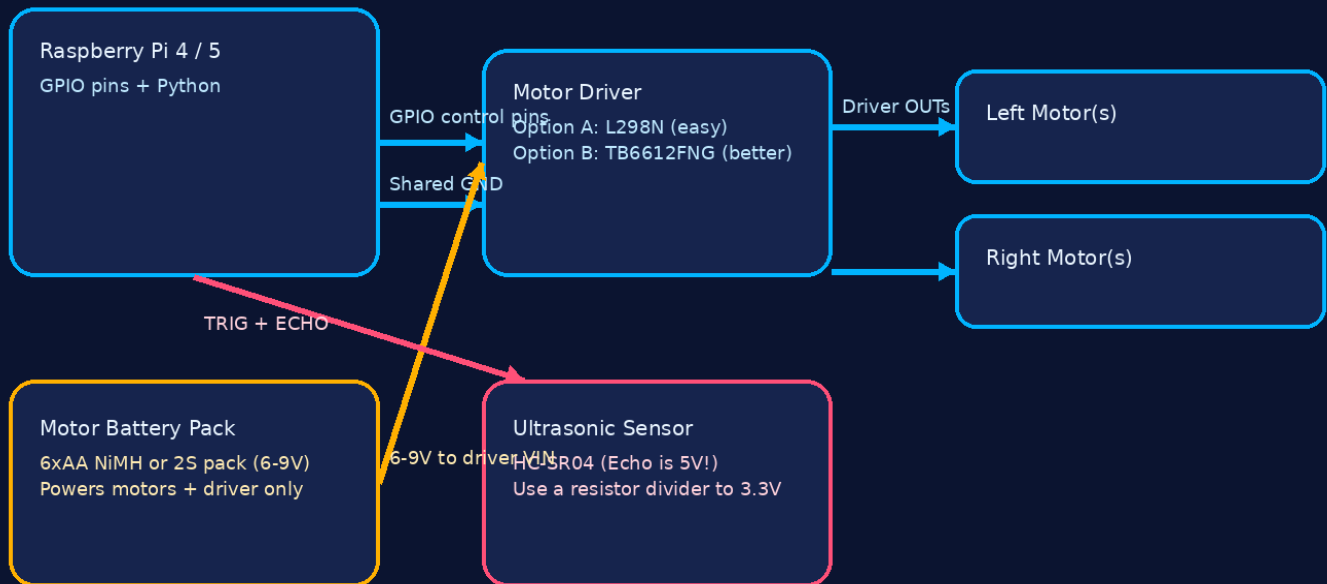 Raspberry Pi 4 / 5
GPIO pins + Python
GPIO control pins
Shared GND
Motor Driver
Option A: L298N (easy)
Option B: TB6612FNG (better)
Driver OUTs
Left Motor(s)
Right Motor(s)
TRIG + ECHO
Motor Battery Pack
6xAA NiMH or 2S pack (6-9V)
Powers motors + driver only
6-9V to driver VIN
Ultrasonic Sensor
HC-SR04 (Echo is 5V!)
Use a resistor divider to 3.3V